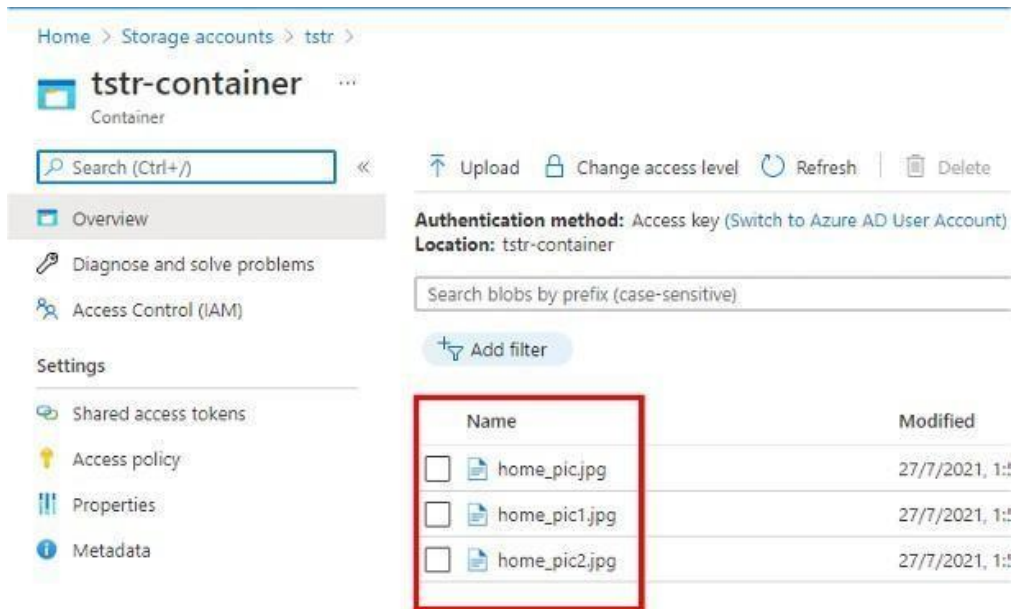 Home > Storage accounts > tstr >
tstr-container ...
Container
Search (Ctrl+/) «
Upload Change access level Refresh Delete
Overview
Authentication method: Access key (Switch to Azure AD User Account)
Location: tstr-container
Diagnose and solve problems
Search blobs by prefix (case-sensitive)
Access Control (IAM)
Add filter
Settings
Shared access tokens
Name Modified
Access policy
home_pic.jpg 27/7/2021, 1:5
Properties
home_pic1.jpg 27/7/2021, 1:5
Metadata
home_pic2.jpg 27/7/2021, 1:5